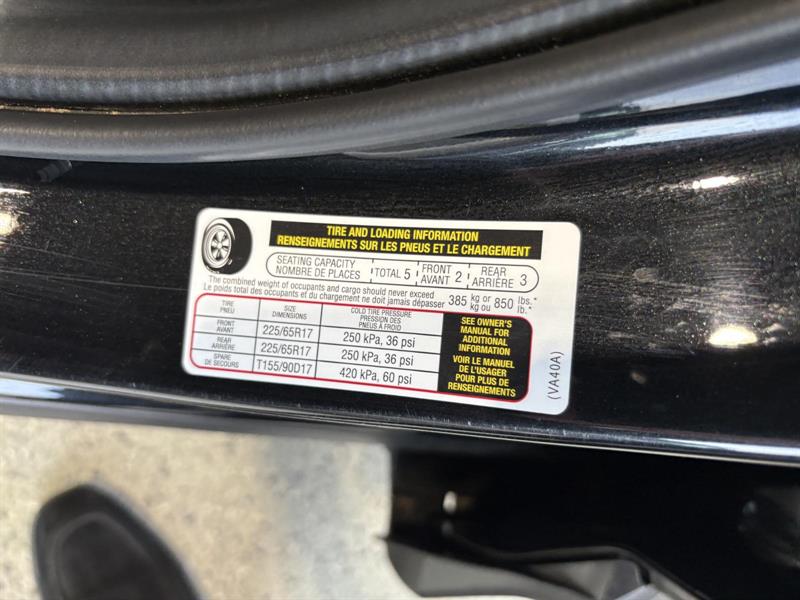 TIRE AND LOADING INFORMATION
RENSEIGNEMENTS SUR LES PNEUS ET LE CHARGEMENT
SEATING CAPACITY
NOMBRE DE PLACES
TOTAL 5
FRONT
AVANT 2
REAR
ARRIÈRE 3
The combined weight of occupants and cargo should never exceed 385 kg or 850 lbs.*
Le poids total des occupants et du chargement ne doit jamais dépasser kg ou lb.*
TIRE
PNEU
SIZE
DIMENSIONS
COLD TIRE PRESSURE
PRESSION DES
PNEUS À FROID
FRONT
AVANT
225/65R17
250 kPa, 36 psi
REAR
ARRIÈRE
225/65R17
250 kPa, 36 psi
SPARE
DE SECOURS
T155/90D17
420 kPa, 60 psi
SEE OWNER'S
MANUAL FOR
ADDITIONAL
INFORMATION
VOIR LE MANUEL
DE L'USAGER
POUR PLUS DE
RENSEIGNEMENTS
(VA40A)